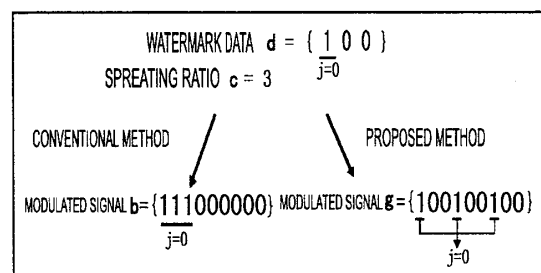 WATERMARK DATA d = { 1 0 0 }
j=0
SPREATING RATIO c = 3
CONVENTIONAL METHOD
PROPOSED METHOD
MODULATED SIGNAL b = {111000000}
MODULATED SIGNAL g = {100100100}
j=0
j=0